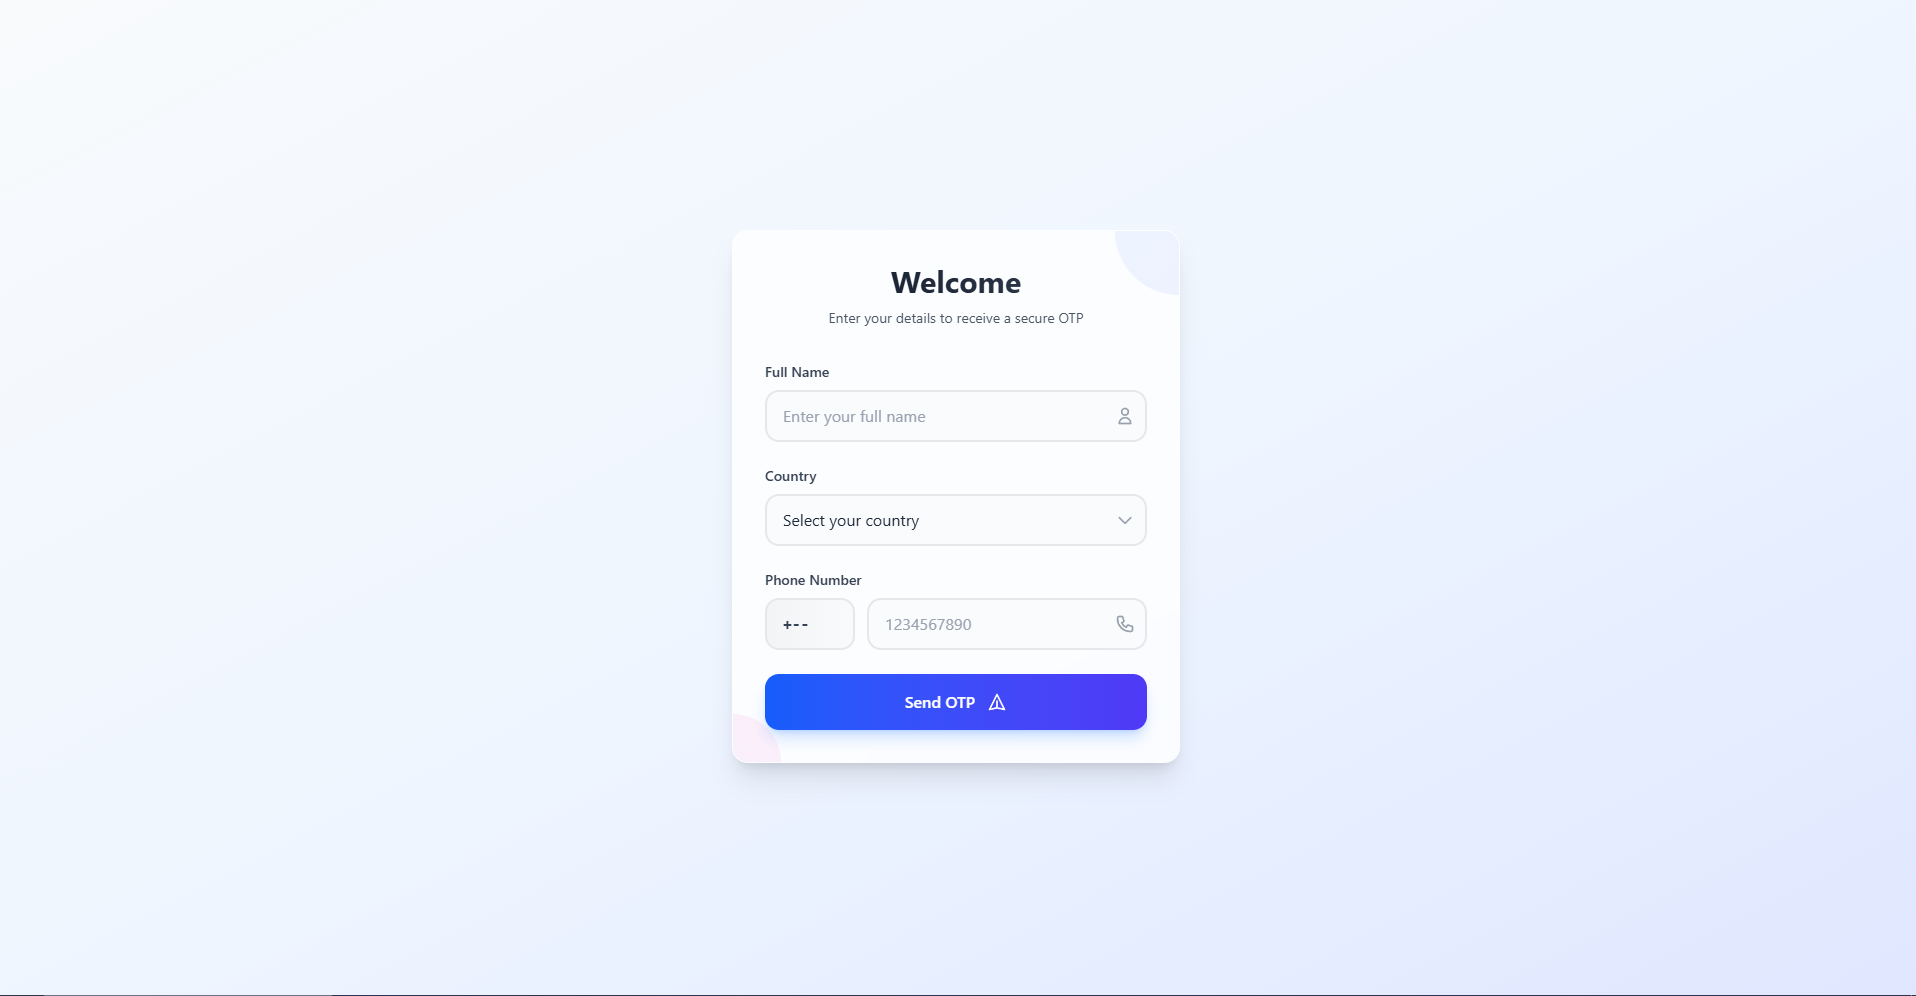 Welcome
Enter your details to receive a secure OTP
Full Name
Enter your full name
Country
Select your country
Phone Number
+-- 1234567890
Send OTP